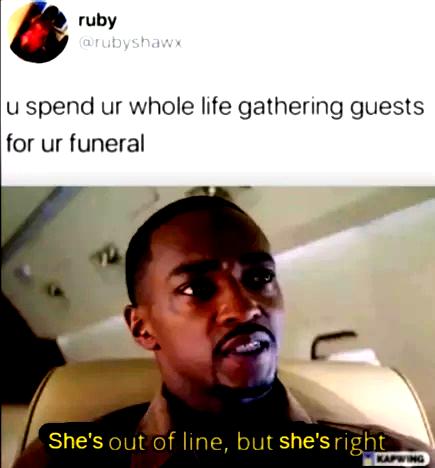 ruby
@rubyshawx
u spend ur whole life gathering guests
for ur funeral
She's out of line, but she's right
KAPWING